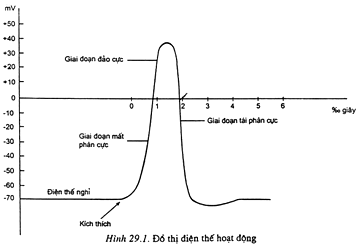 mV
+50
+40
+30
+20
+10
0
-10
-20
-30
-40
-50
-60
-70
Giai đoạn đảo cực
0 1 2 3 4 5 6
‰ giây
Giai đoạn tái phân cực
Giai đoạn mất
phân cực
Điện thế nghỉ
Kích thích
Hình 29.1. Đồ thị điện thế hoạt động